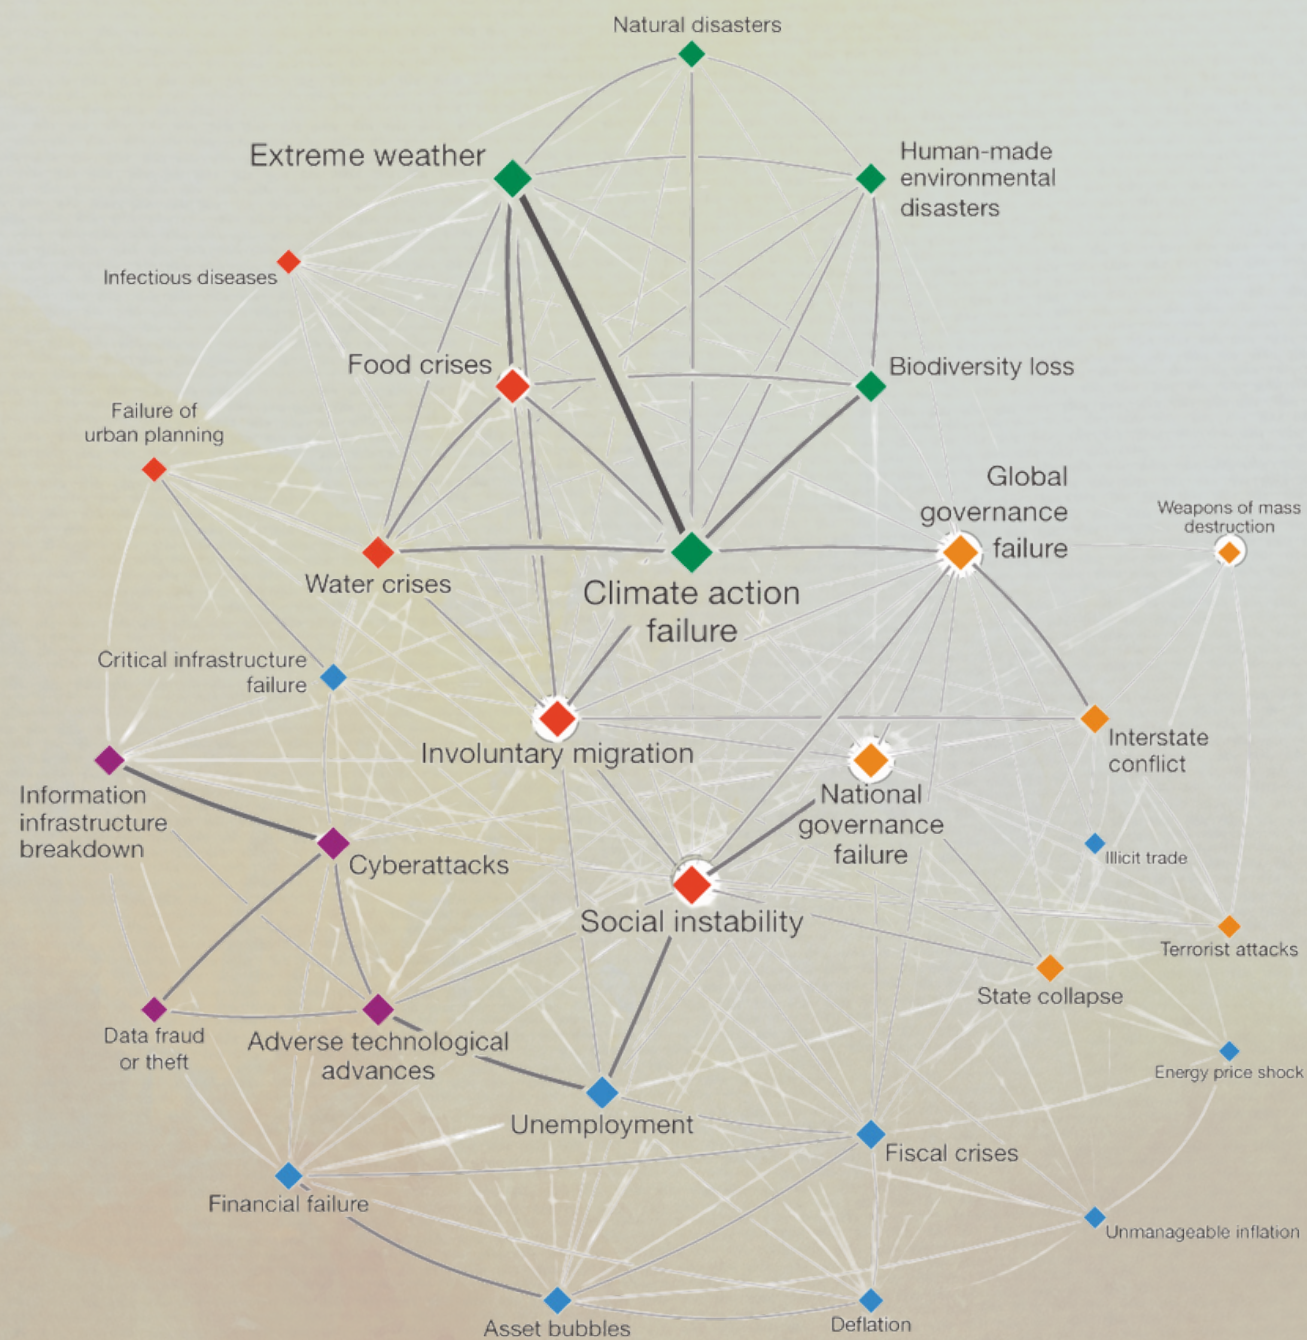 Natural disasters
Extreme weather
Human-made
environmental
disasters
Infectious diseases
Food crises
Biodiversity loss
Failure of
urban planning
Global
governance
failure
Weapons of mass
destruction
Water crises
Climate action
failure
Critical infrastructure
failure
Involuntary migration
Interstate
conflict
Information
infrastructure
breakdown
National
governance
failure
Cyberattacks
Illicit trade
Social instability
Terrorist attacks
State collapse
Data fraud
or theft
Adverse technological
advances
Energy price shock
Unemployment
Fiscal crises
Financial failure
Unmanageable inflation
Asset bubbles
Deflation